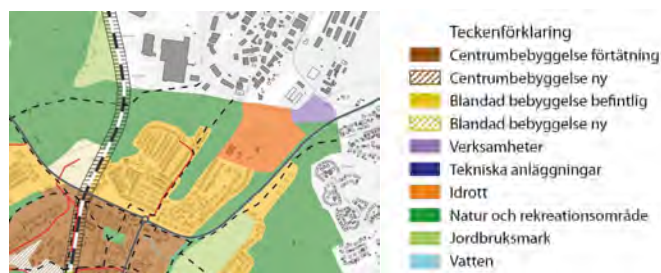 Teckenförklaring
Centrumbebyggelse förtätning
Centrumbebyggelse ny
Blandad bebyggelse befintlig
Blandad bebyggelse ny
Verksamheter
Tekniska anläggningar
Idrott
Natur och rekreationsområde
Jordbruksmark
Vatten